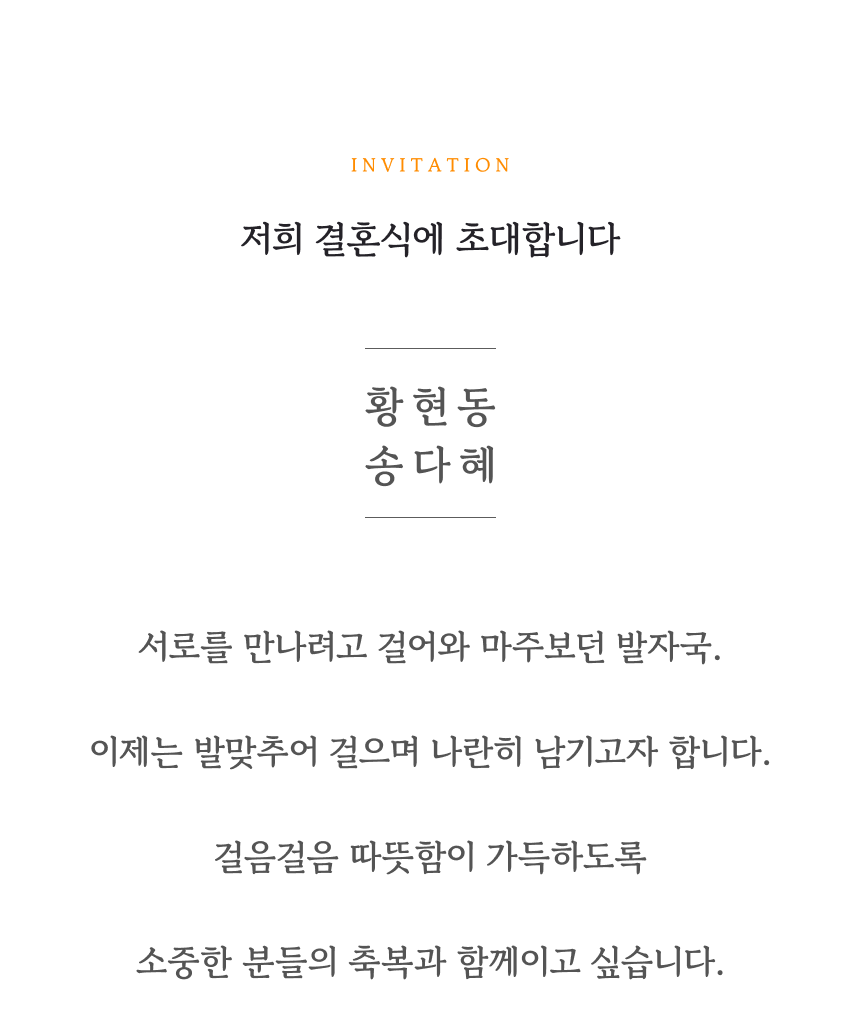 INVITATION
저희 결혼식에 초대합니다
황현동
송다혜
서로를 만나려고 걸어와 마주보던 발자국.
이제는 발맞추어 걸으며 나란히 남기고자 합니다.
걸음걸음 따뜻함이 가득하도록
소중한 분들의 축복과 함께이고 싶습니다.